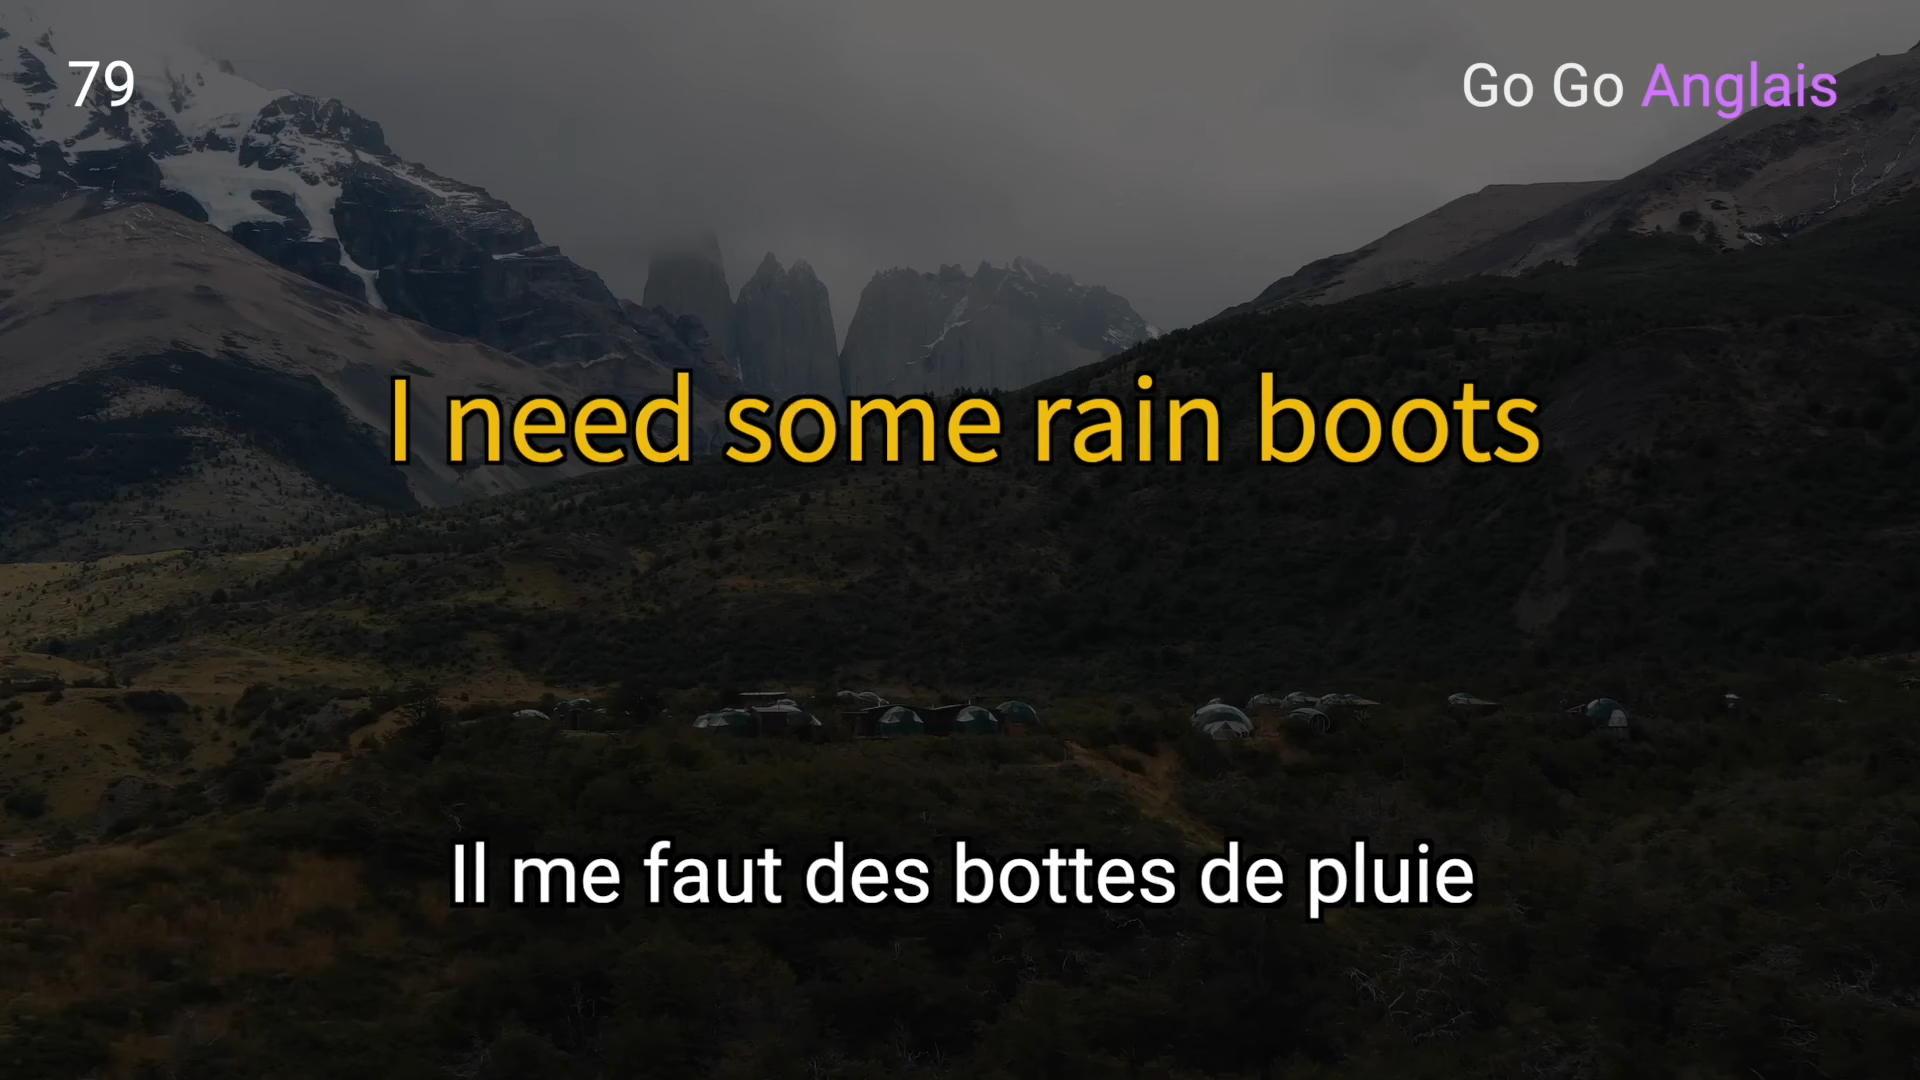 79
Go Go Anglais
I need some rain boots
Il me faut des bottes de pluie